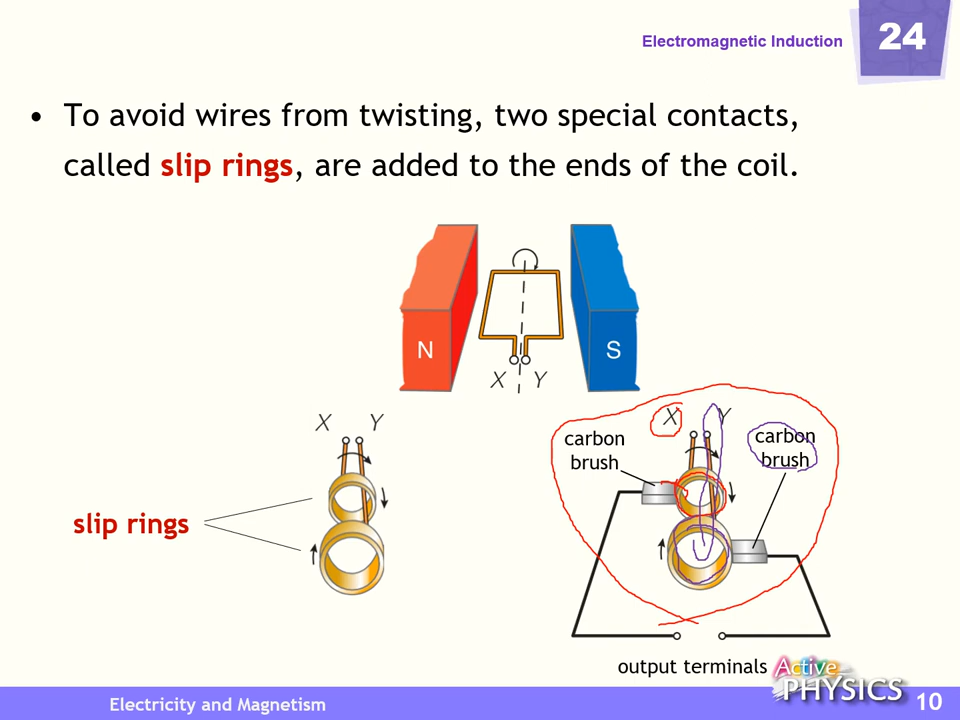 Electromagnetic Induction
24
• To avoid wires from twisting, two special contacts,
called slip rings, are added to the ends of the coil.
N
S
X Y
X Y
slip rings
X Y
carbon
brush
carbon
brush
output terminals
Active
PHYSICS
Electricity and Magnetism
10